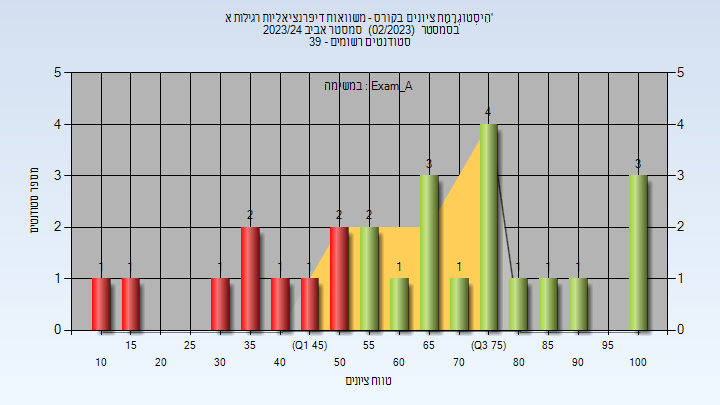 הִיסְטוֹגְרָמַת ציונים בקורס - משוואות דיפרנציאליות רגילות א'
בסמסטר (02/2023) סמסטר אביב 2023/24
סטודנטים רשומים - 39
במשימה : Exam_A
5 5
4 4
3 3
2 2
1 1
0 0
מספר סטודנטים
1 1 1 2 1 1 2 2 1 3 1 4 1 1 1 3
15 25 35 (Q1 45) 55 65 (Q3 75) 85 95
10 20 30 40 50 60 70 80 90 100
טווח ציונים